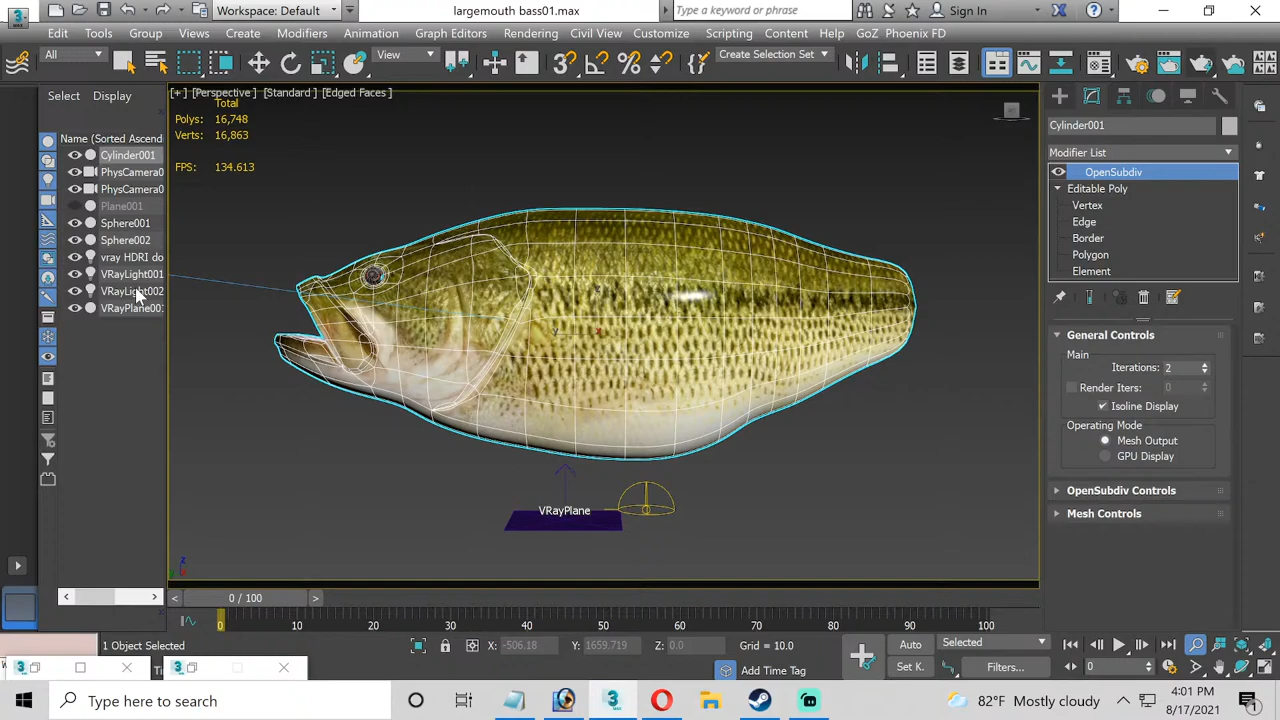 Workspace: Default
largemouth bass01.max
Type a keyword or phrase
Sign In
File
Edit
Tools
Group
Views
Create
Modifiers
Animation
Graph Editors
Rendering
Civil View
Customize
Scripting
Content
Help
GoZ Phoenix FD
All
View
Create Selection Set
Select
Display
Name (Sorted Ascend
Cylinder001
PhysCamera0
PhysCamera0
Plane001
Sphere001
Sphere002
vray HDRI do
VRayLight001
VRayLight002
VRayPlane00
[+] [Perspective] [Standard] [Edged Faces]
Total
Polys: 16,748
Verts: 16,863
FPS: 134.613
z
y
x
VRayPlane
z
Cylinder001
Modifier List
OpenSubdiv
Editable Poly
Vertex
Edge
Border
Polygon
Element
General Controls
Main
Iterations: 2
Render Iters: 0
Isoline Display
Operating Mode
Mesh Output
GPU Display
OpenSubdiv Controls
Mesh Controls
0 / 100
0 10 20 30 40 50 60 70 80 90 100
1 Object Selected
X: -506.18
Y: 1659.719
Z: 0.0
Grid = 10.0
Add Time Tag
Auto
Selected
Set K.
Filters...
0
Type here to search
82°F Mostly cloudy
4:01 PM
8/17/2021